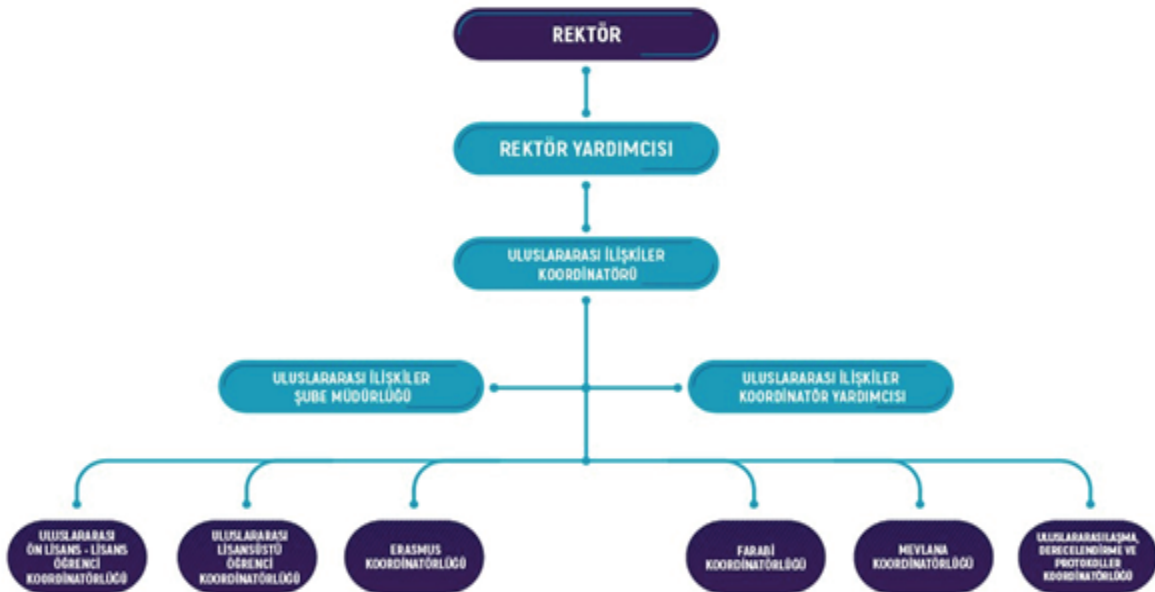 REKTÖR
REKTÖR YARDIMCISI
ULUSLARARASI İLİŞKİLER
KOORDİNATÖRÜ
ULUSLARARASI İLİŞKİLER
ŞUBE MÜDÜRLÜĞÜ
ULUSLARARASI İLİŞKİLER
KOORDİNATÖR YARDIMCISI
ULUSLARARASI
ÖN LİSANS - LİSANS
ÖĞRENCİ
KOORDİNATÖRLÜĞÜ
ULUSLARARASI
LİSANSÜSTÜ
ÖĞRENCİ
KOORDİNATÖRLÜĞÜ
ERASMUS
KOORDİNATÖRLÜĞÜ
FARABİ
KOORDİNATÖRLÜĞÜ
MEVLANA
KOORDİNATÖRLÜĞÜ
ULUSLARARASILAŞMA,
DERECELENDİRME VE
PROTOKOLLER
KOORDİNATÖRLÜĞÜ